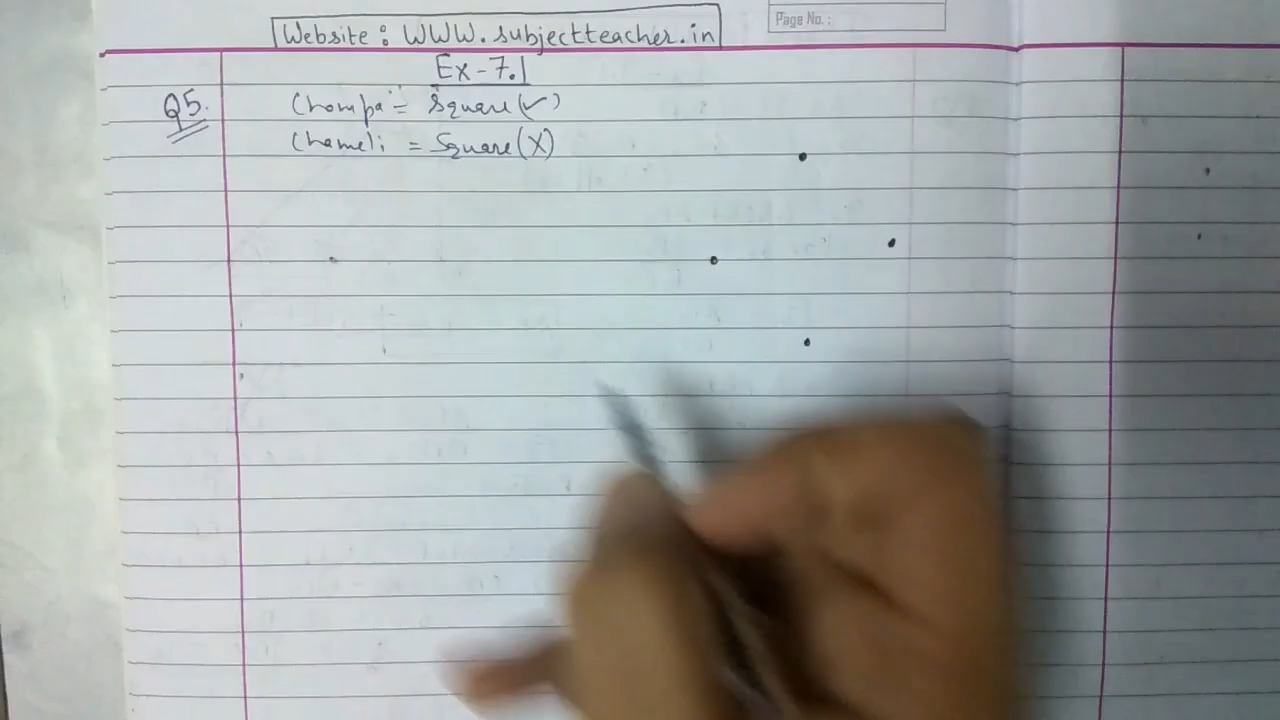 Page No.:
Website : WWW.subjectteacher.in
Ex-7.1
Q5. Champa = Square(✓)
Chameli = Square(X)